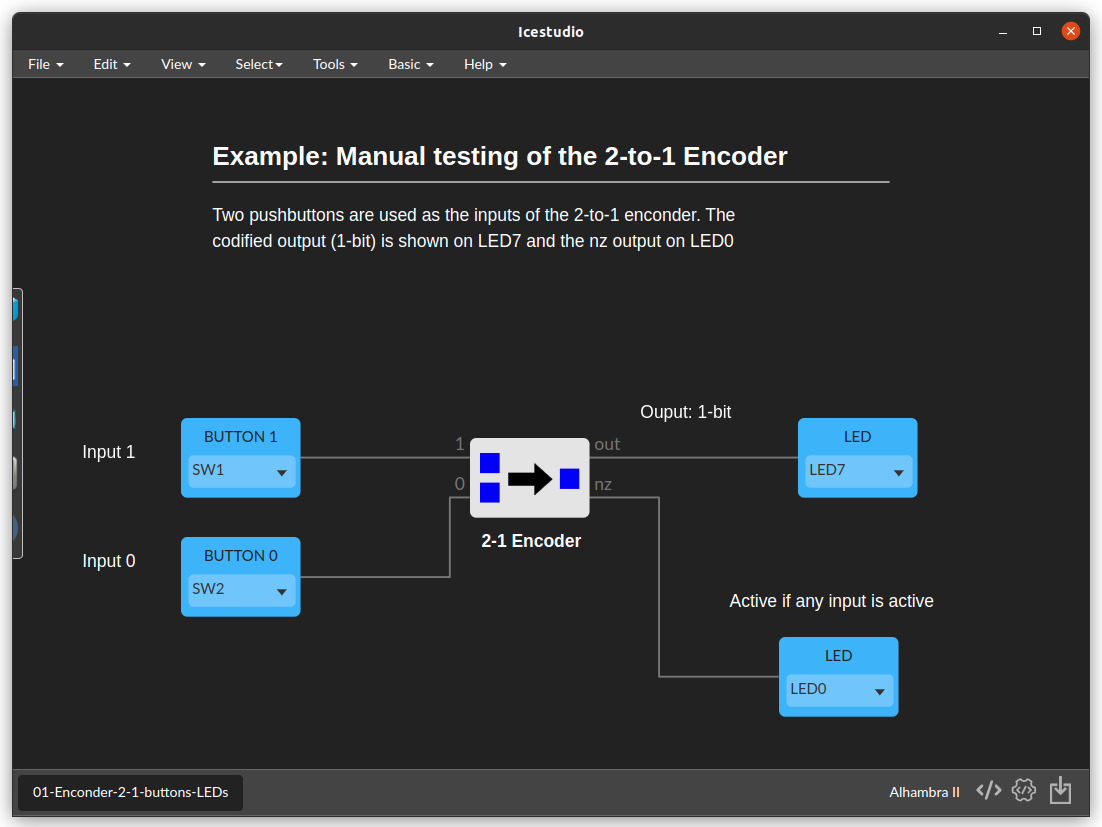 Icestudio
File Edit View Select Tools Basic Help
Example: Manual testing of the 2-to-1 Encoder
Two pushbuttons are used as the inputs of the 2-to-1 enconder. The
codified output (1-bit) is shown on LED7 and the nz output on LED0
Ouput: 1-bit
Input 1
BUTTON 1
SW1
1
0
out
nz
2-1 Encoder
LED
LED7
Input 0
BUTTON 0
SW2
Active if any input is active
LED
LED0
01-Enconder-2-1-buttons-LEDs
Alhambra II